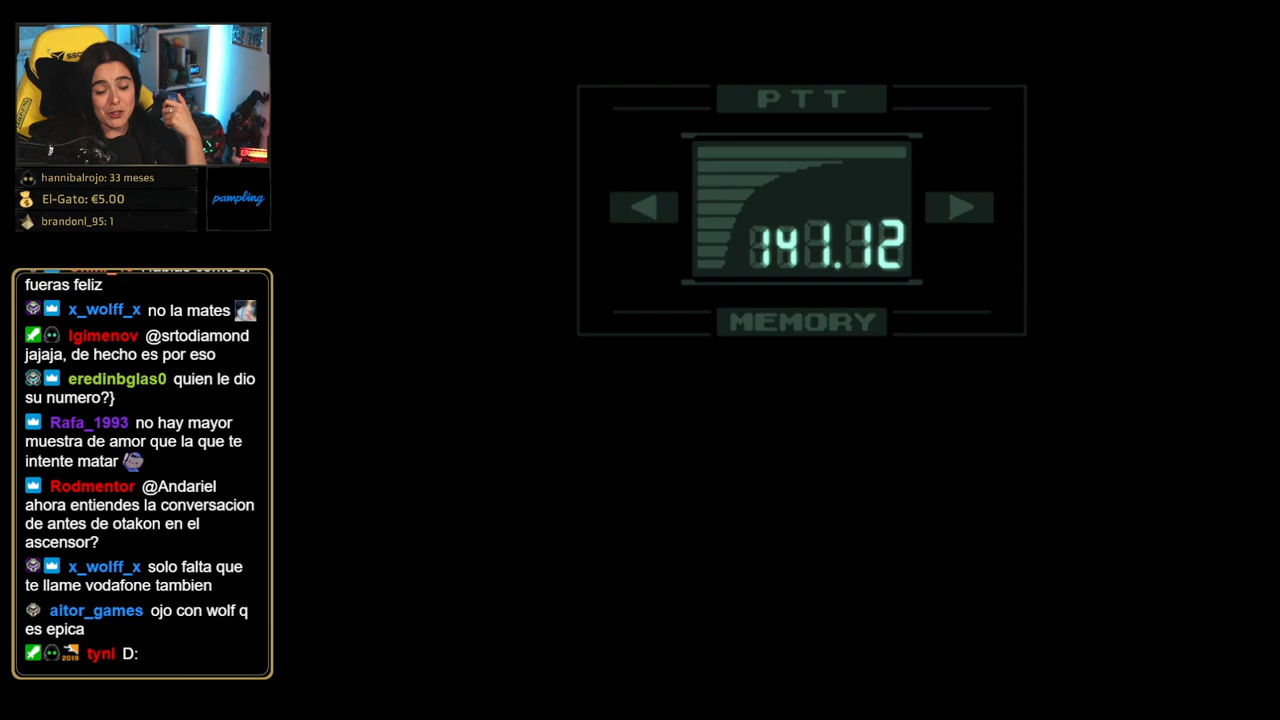 hannibalrojo: 33 meses
El-Gato: €5.00
brandonl_95: 1
pampling
fueras feliz
x_wolff_x no la mates
Igimenov @srtodiamond
jajaja, de hecho es por eso
eredinbglas0 quien le dio
su numero?}
Rafa_1993 no hay mayor
muestra de amor que la que te
intente matar
Rodmentor @Andariel
ahora entiendes la conversacion
de antes de otakon en el
ascensor?
x_wolff_x solo falta que
te llame vodafone tambien
aitor_games ojo con wolf q
es epica
2019 tynl D:
PTT
141.12
MEMORY